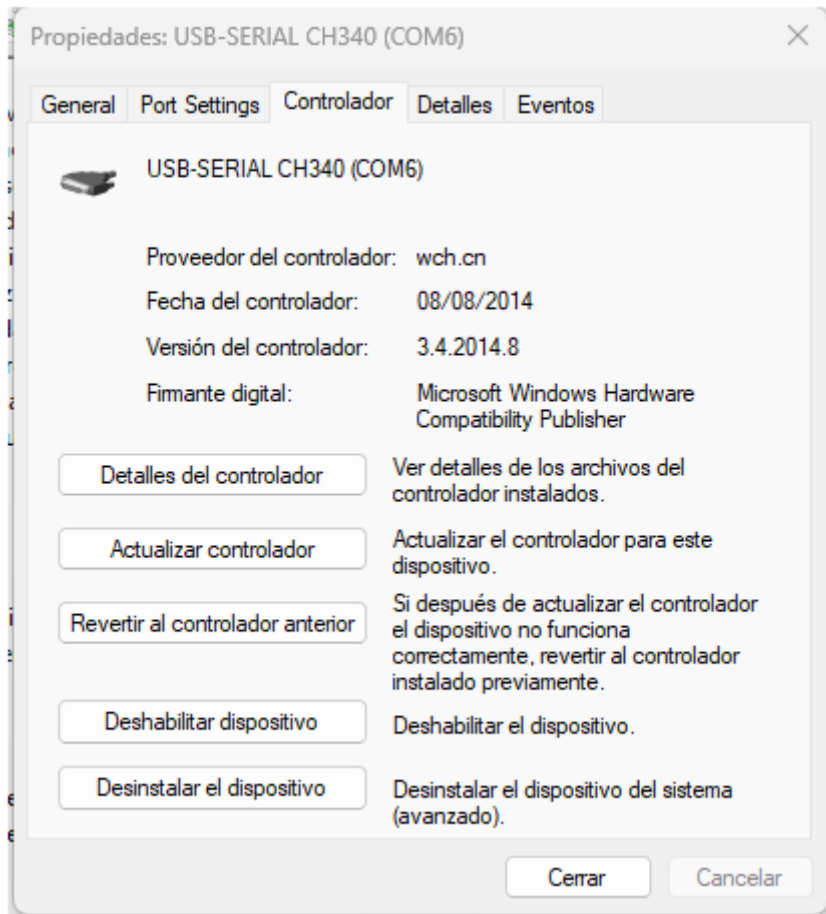 Propiedades: USB-SERIAL CH340 (COM6)
General Port Settings Controlador Detalles Eventos
USB-SERIAL CH340 (COM6)
Proveedor del controlador: wch.cn
Fecha del controlador: 08/08/2014
Versión del controlador: 3.4.2014.8
Firmante digital: Microsoft Windows Hardware
Compatibility Publisher
Detalles del controlador
Ver detalles de los archivos del
controlador instalados.
Actualizar controlador
Actualizar el controlador para este
dispositivo.
Revertir al controlador anterior
Si después de actualizar el controlador
el dispositivo no funciona
correctamente, revertir al controlador
instalado previamente.
Deshabilitar dispositivo
Deshabilitar el dispositivo.
Desinstalar el dispositivo
Desinstalar el dispositivo del sistema
(avanzado).
Cerrar Cancelar